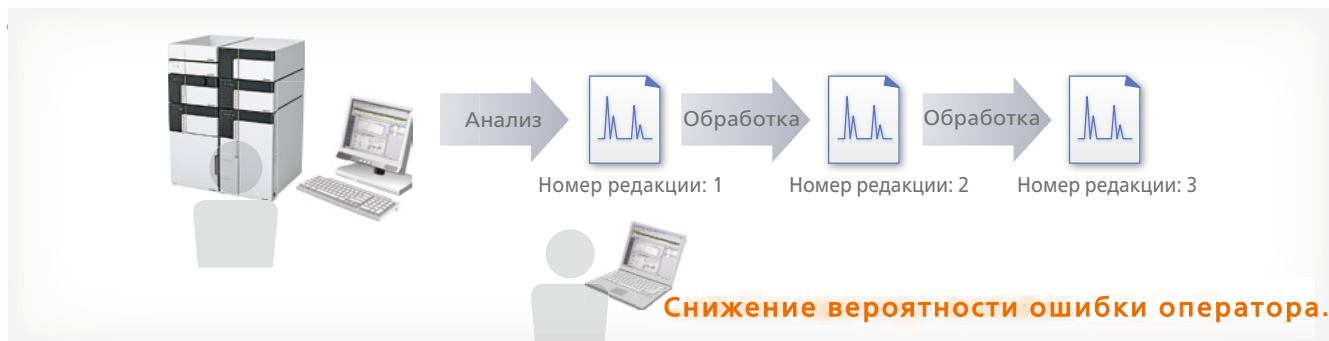 Анализ
Обработка
Обработка
Номер редакции: 1
Номер редакции: 2
Номер редакции: 3
Снижение вероятности ошибки оператора.